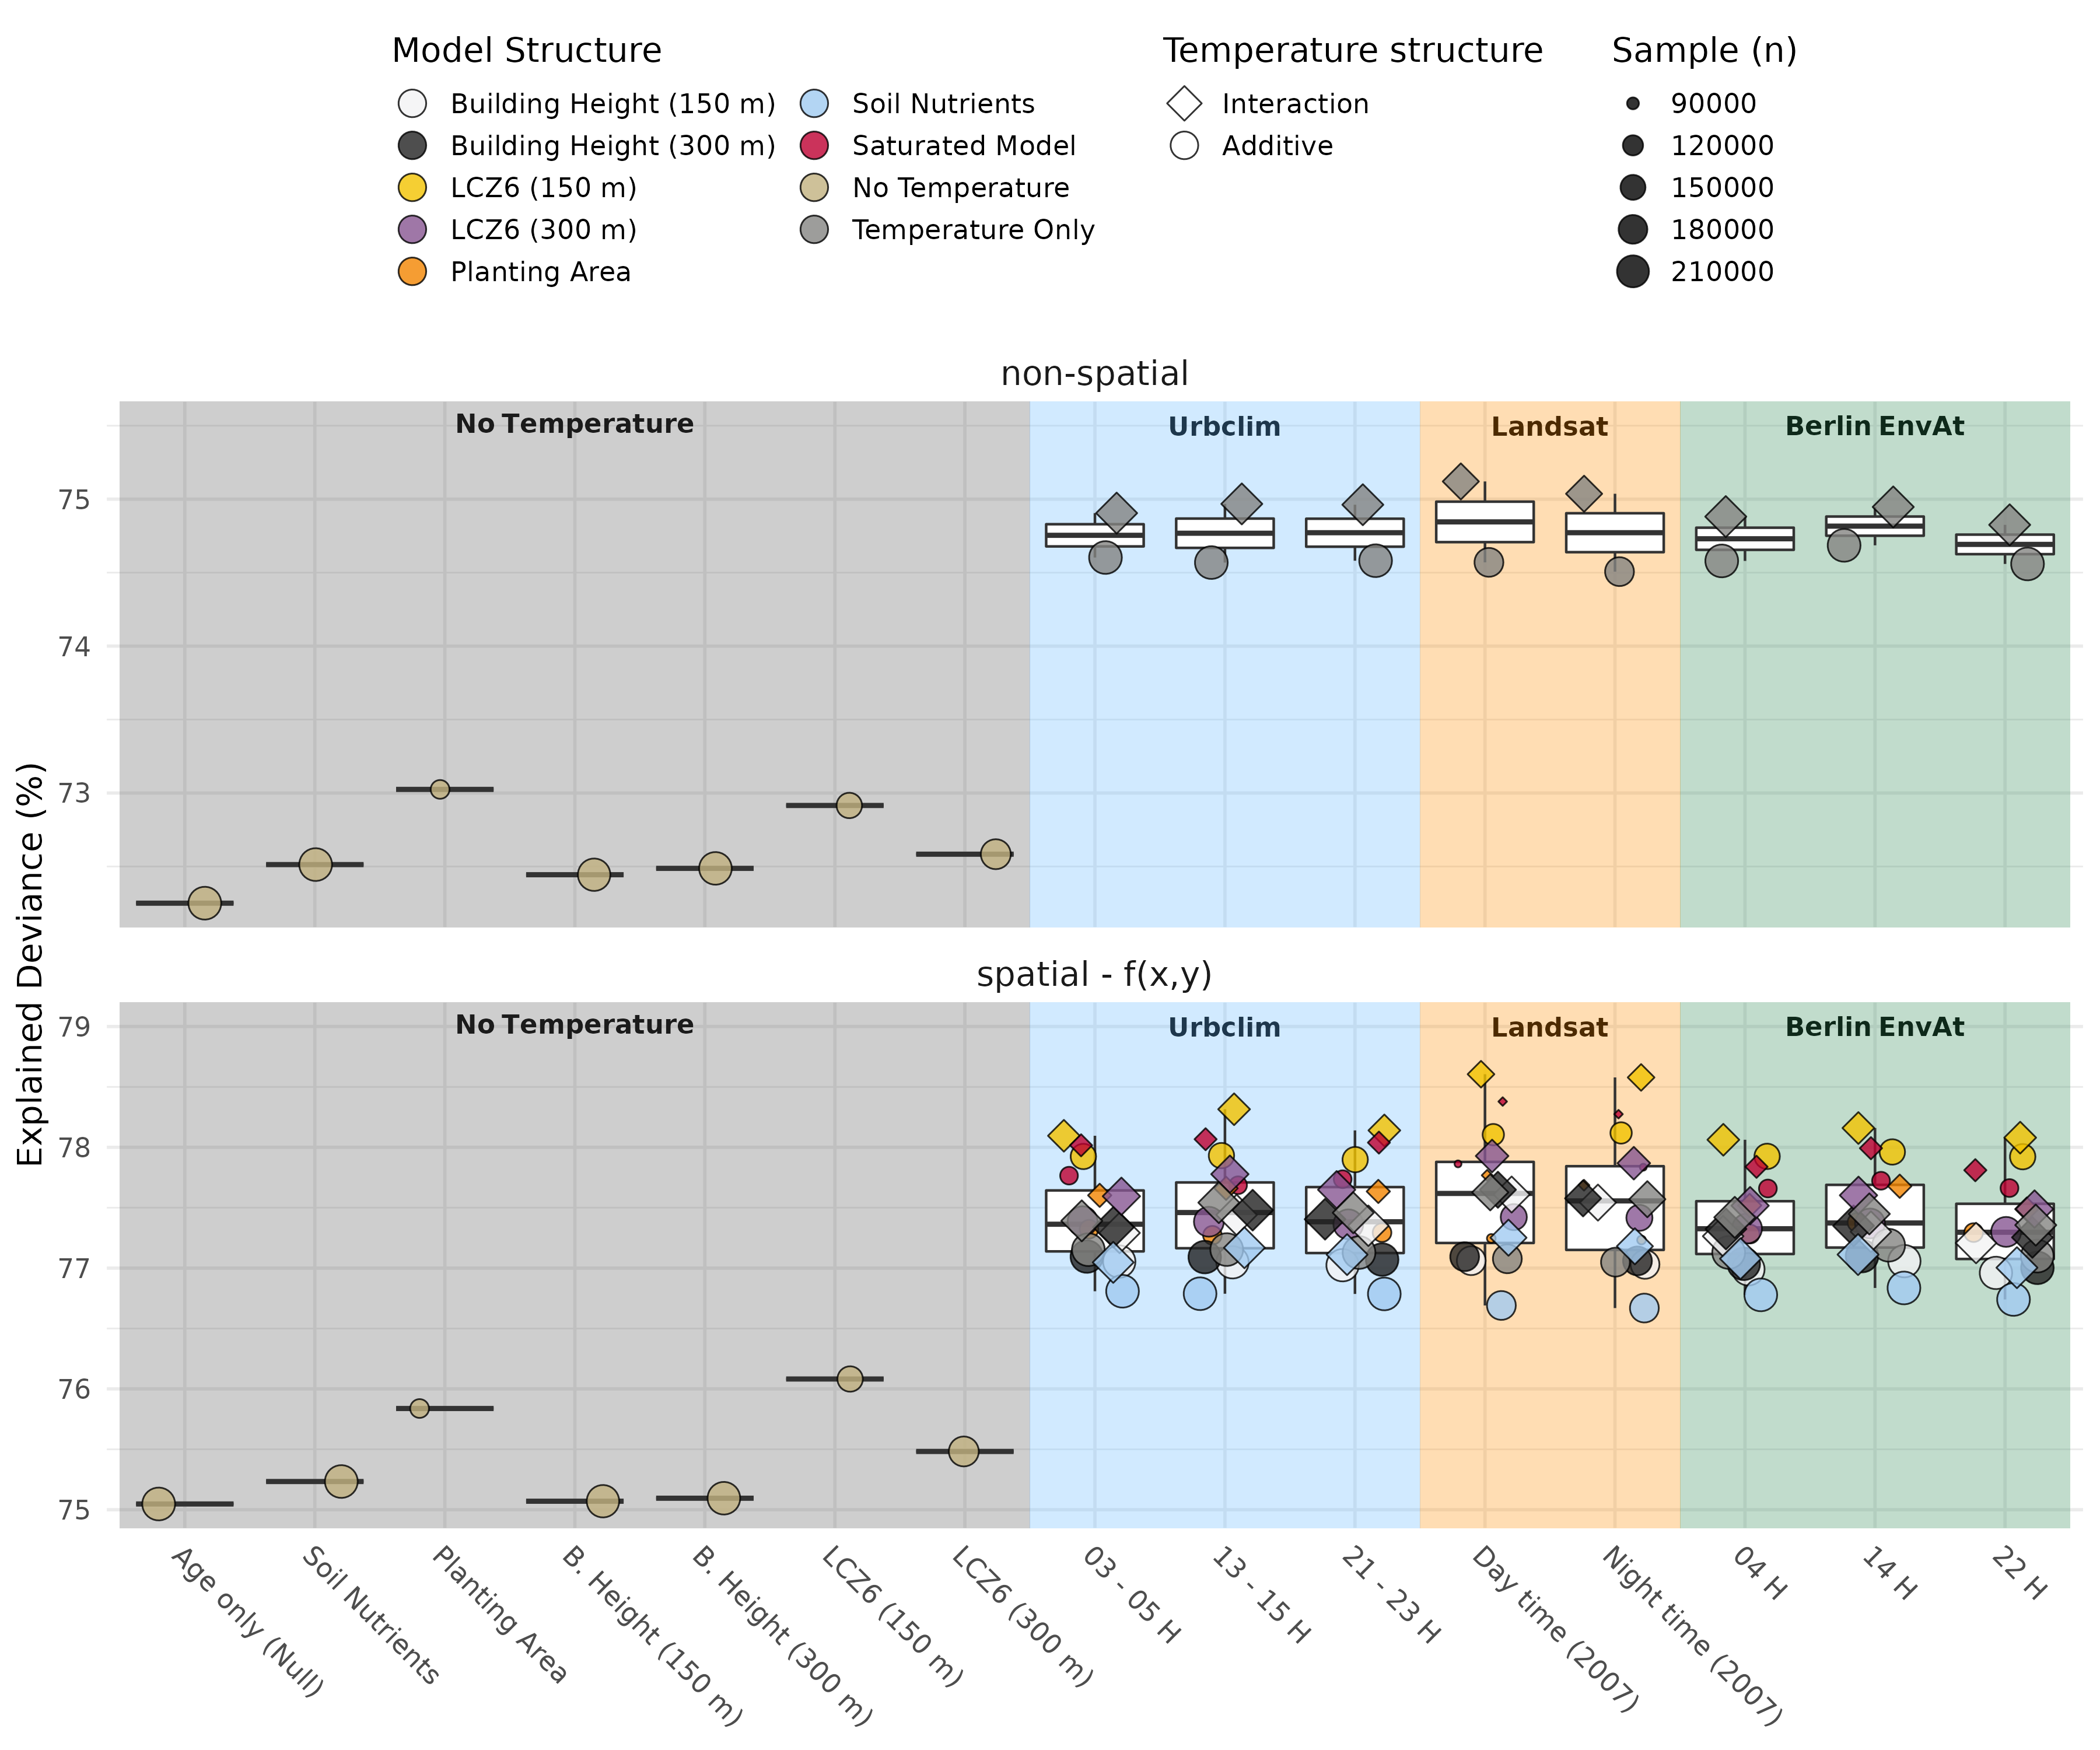 Model Structure
Building Height (150 m)
Building Height (300 m)
LCZ6 (150 m)
LCZ6 (300 m)
Planting Area
Soil Nutrients
Saturated Model
No Temperature
Temperature Only
Temperature structure
Interaction
Additive
Sample (n)
90000
120000
150000
180000
210000
Explained Deviance (%)
non-spatial
No Temperature
Urbclim
Landsat
Berlin EnvAt
75
74
73
spatial - f(x,y)
No Temperature
Urbclim
Landsat
Berlin EnvAt
79
78
77
76
75
Age only (Null)
Soil Nutrients
Planting Area
B. Height (150 m)
B. Height (300 m)
LCZ6 (150 m)
LCZ6 (300 m)
03 - 05 H
13 - 15 H
21 - 23 H
Day time (2007)
Night time (2007)
04 H
14 H
22 H